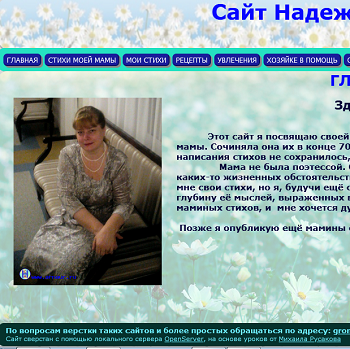 Сайт Надеж
ГЛАВНАЯ СТИХИ МОЕЙ МАМЫ МОИ СТИХИ РЕЦЕПТЫ УВЛЕЧЕНИЯ ХОЗЯЙКЕ В ПОМОЩЬ
ГЛ
Зд
Этот сайт я посвящаю своей
мамы. Сочиняла она их в конце 70
написания стихов не сохранилось,
Мама не была поэтессой.
каких-то жизненных обстоятельст
мне свои стихи, но я, будучи ещё
глубину её мыслей, выраженных
маминых стихов, и мне хочется ду
Позже я опубликую ещё мамины
По вопросам верстки таких сайтов и более простых обращаться по адресу: gron
Сайт сверстан с помощью локального сервера OpenServer, на основе уроков от Михаила Русакова